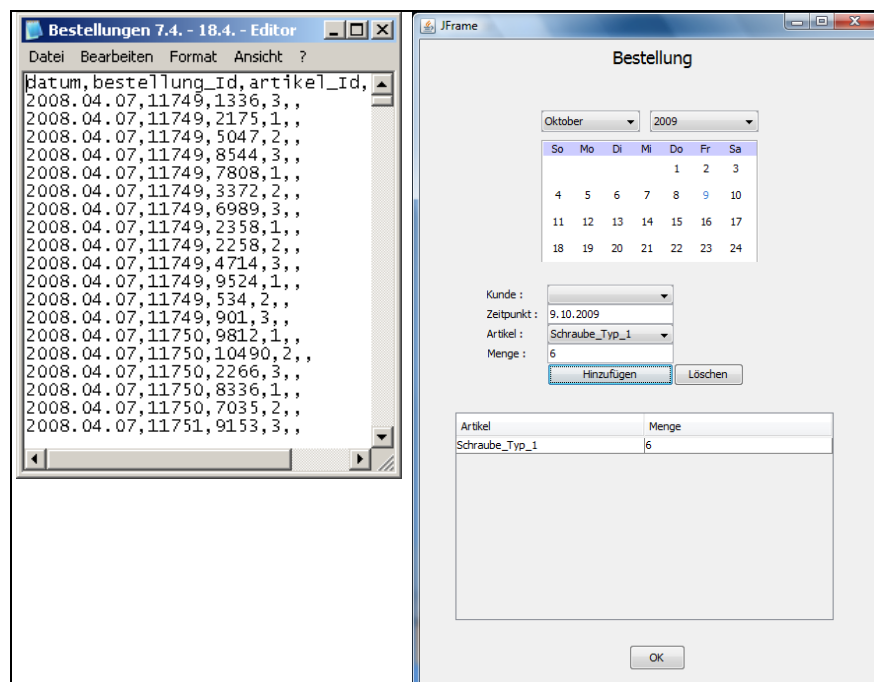 Bestellungen 7.4. - 18.4. - Editor
Datei Bearbeiten Format Ansicht ?
datum,bestellung_Id,artikel_Id,
2008.04.07,11749,1336,3,,
2008.04.07,11749,2175,1,,
2008.04.07,11749,5047,2,,
2008.04.07,11749,8544,3,,
2008.04.07,11749,7808,1,,
2008.04.07,11749,3372,2,,
2008.04.07,11749,6989,3,,
2008.04.07,11749,2358,1,,
2008.04.07,11749,2258,2,,
2008.04.07,11749,4714,3,,
2008.04.07,11749,9524,1,,
2008.04.07,11749,534,2,,
2008.04.07,11749,901,3,,
2008.04.07,11750,9812,1,,
2008.04.07,11750,10490,2,,
2008.04.07,11750,2266,3,,
2008.04.07,11750,8336,1,,
2008.04.07,11750,7035,2,,
2008.04.07,11751,9153,3,,
JFrame
Bestellung
Oktober 2009
So Mo Di Mi Do Fr Sa
1 2 3
4 5 6 7 8 9 10
11 12 13 14 15 16 17
18 19 20 21 22 23 24
Kunde :
Zeitpunkt : 9.10.2009
Artikel : Schraube_Typ_1
Menge : 6
Hinzufügen Löschen
Artikel Menge
Schraube_Typ_1 6
OK